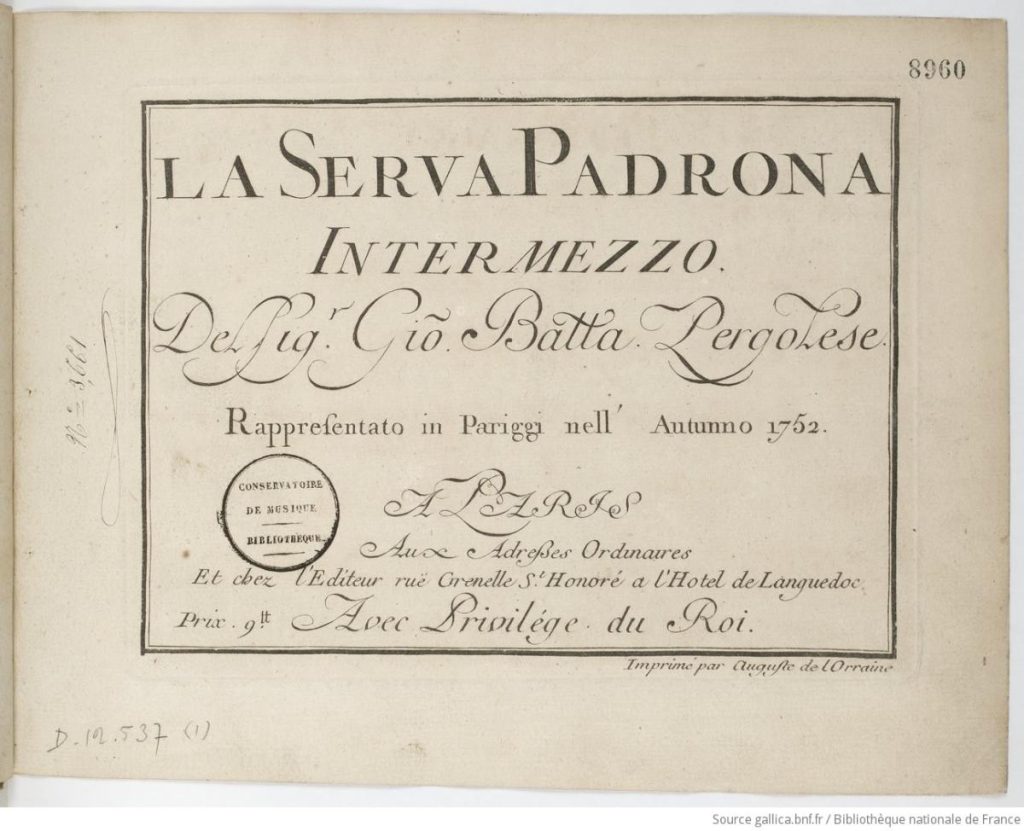 8960
LA SERVA PADRONA
INTERMEZZO.
Del Sig.r Gio. Batta. Pergolese.
Rappreſentato in Pariggi nell' Autunno 1752.
CONSERVATOIRE
DE MUSIQUE
BIBLIOTHEQUE
A PARIS
Aux Adreſſes Ordinaires
Et chez l'Editeur ruë Grenelle St. Honoré a l'Hotel de Languedoc.
Prix. 9tt Avec Privilége du Roi.
Imprimé par Auguste de l'Orraine
D. 12.537 (1)
Source gallica.bnf.fr / Bibliothèque nationale de France